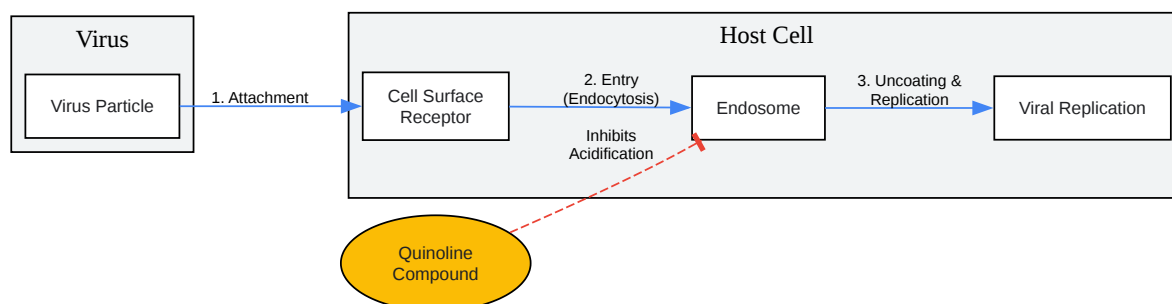 Virus
Host Cell
Virus Particle
1. Attachment
Cell Surface
Receptor
2. Entry
(Endocytosis)
Endosome
3. Uncoating &
Replication
Viral Replication
Inhibits
Acidification
Quinoline
Compound